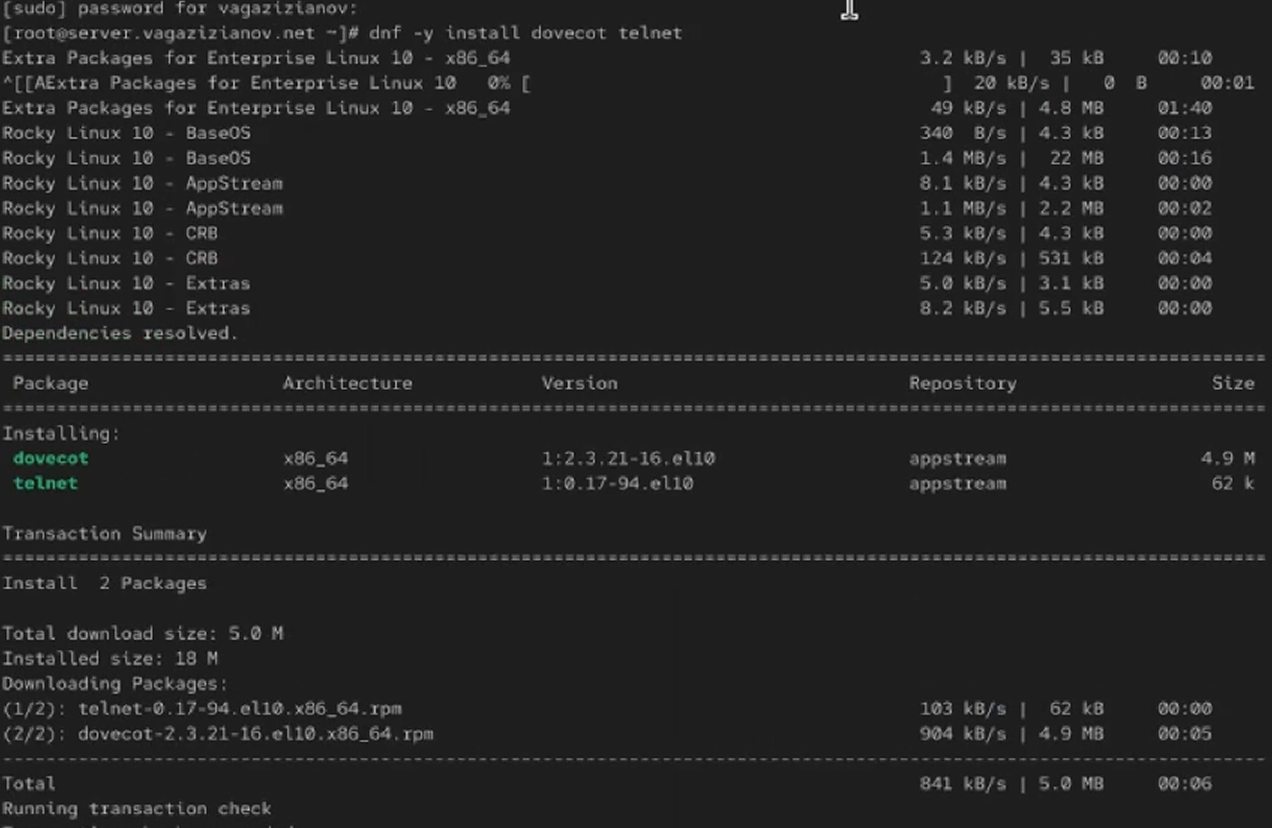 [sudo] password for vagazizianov:
[root@server.vagazizianov.net ~]# dnf -y install dovecot telnet
Extra Packages for Enterprise Linux 10 - x86_64 3.2 kB/s | 35 kB 00:10
^[[AExtra Packages for Enterprise Linux 10 0% [ ] 20 kB/s | 0 B 00:01
Extra Packages for Enterprise Linux 10 - x86_64 49 kB/s | 4.8 MB 01:40
Rocky Linux 10 - BaseOS 340 B/s | 4.3 kB 00:13
Rocky Linux 10 - BaseOS 1.4 MB/s | 22 MB 00:16
Rocky Linux 10 - AppStream 8.1 kB/s | 4.3 kB 00:00
Rocky Linux 10 - AppStream 1.1 MB/s | 2.2 MB 00:02
Rocky Linux 10 - CRB 5.3 kB/s | 4.3 kB 00:00
Rocky Linux 10 - CRB 124 kB/s | 531 kB 00:04
Rocky Linux 10 - Extras 5.0 kB/s | 3.1 kB 00:00
Rocky Linux 10 - Extras 8.2 kB/s | 5.5 kB 00:00
Dependencies resolved.
Package Architecture Version Repository Size
Installing:
dovecot x86_64 1:2.3.21-16.el10 appstream 4.9 M
telnet x86_64 1:0.17-94.el10 appstream 62 k
Transaction Summary
Install 2 Packages
Total download size: 5.0 M
Installed size: 18 M
Downloading Packages:
(1/2): telnet-0.17-94.el10.x86_64.rpm 103 kB/s | 62 kB 00:00
(2/2): dovecot-2.3.21-16.el10.x86_64.rpm 904 kB/s | 4.9 MB 00:05
Total 841 kB/s | 5.0 MB 00:06
Running transaction check